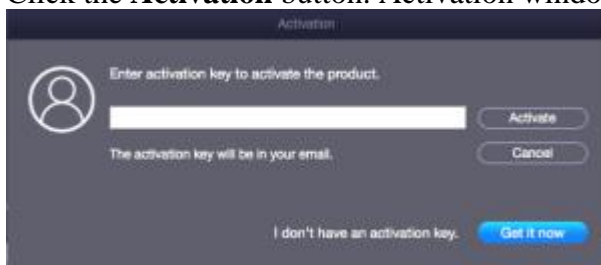 Click the Activation button. Activation windo
Activation
Enter activation key to activate the product.
Activate
The activation key will be in your email.
Cancel
I don't have an activation key.
Get it now